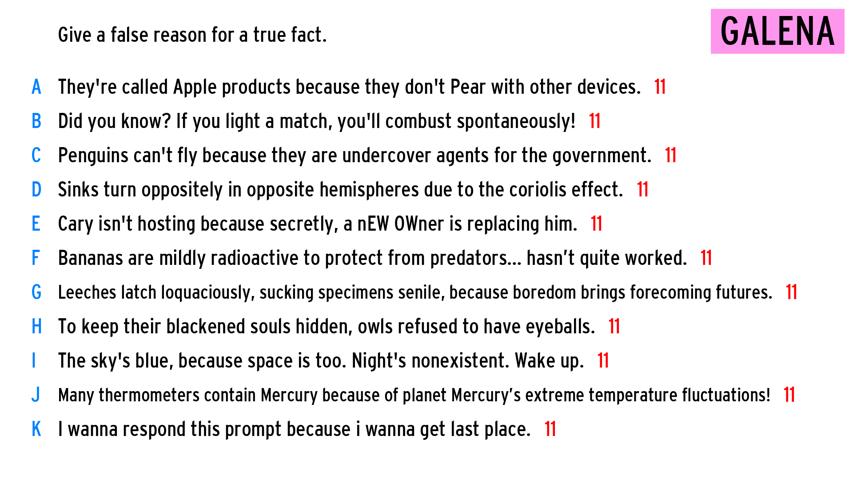 Give a false reason for a true fact.
GALENA
A They're called Apple products because they don't Pear with other devices. 11
B Did you know? If you light a match, you'll combust spontaneously! 11
C Penguins can't fly because they are undercover agents for the government. 11
D Sinks turn oppositely in opposite hemispheres due to the coriolis effect. 11
E Cary isn't hosting because secretly, a nEW OWner is replacing him. 11
F Bananas are mildly radioactive to protect from predators... hasn’t quite worked. 11
G Leeches latch loquaciously, sucking specimens senile, because boredom brings forecoming futures. 11
H To keep their blackened souls hidden, owls refused to have eyeballs. 11
I The sky's blue, because space is too. Night's nonexistent. Wake up. 11
J Many thermometers contain Mercury because of planet Mercury’s extreme temperature fluctuations! 11
K I wanna respond this prompt because i wanna get last place. 11